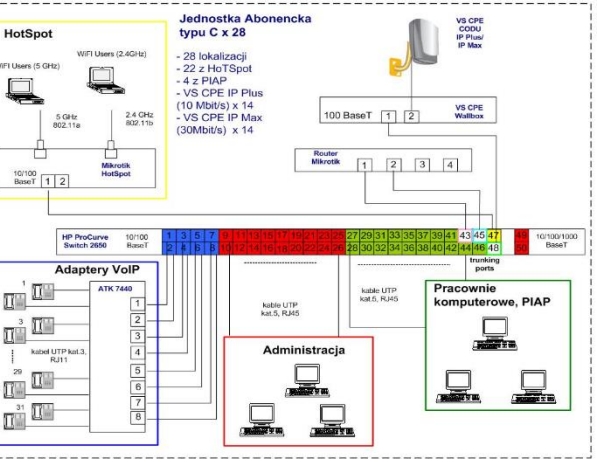 HotSpot
WiFi Users (2.4GHz)
WiFI Users (5 GHz)
5 GHz
802.11a
2.4 GHz
802.11b
Mikrotik
HotSpot
10/100
BaseT
1 2
Jednostka Abonencka
typu C x 28
- 28 lokalizacji
- 22 z HoTSpot
- 4 z PIAP
- VS CPE IP Plus
(10 Mbit/s) x 14
- VS CPE IP Max
(30Mbit/s) x 14
VS CPE
CODU
IP Plus/
IP Max
100 BaseT 1 2
VS CPE
Wallbox
Router
Mikrotik
1 2 3 4
HP ProCurve
Switch 2650
10/100
BaseT
1 3 5 7 9 11 13 15 17 19 21 23 25 27 29 31 33 35 37 39 41 43 45 47 49
2 4 6 8 10 12 14 16 18 20 22 24 26 28 30 32 34 36 38 40 42 44 46 48 50
10/100/1000
BaseT
trunking
ports
Adaptery VoIP
ATK 7440
1
3
kabel UTP kat.3,
RJ11
29
31
1
2
3
4
5
6
7
8
kable UTP
kat.5, RJ45
kable UTP
kat.5, RJ45
Administracja
Pracownie
komputerowe, PIAP